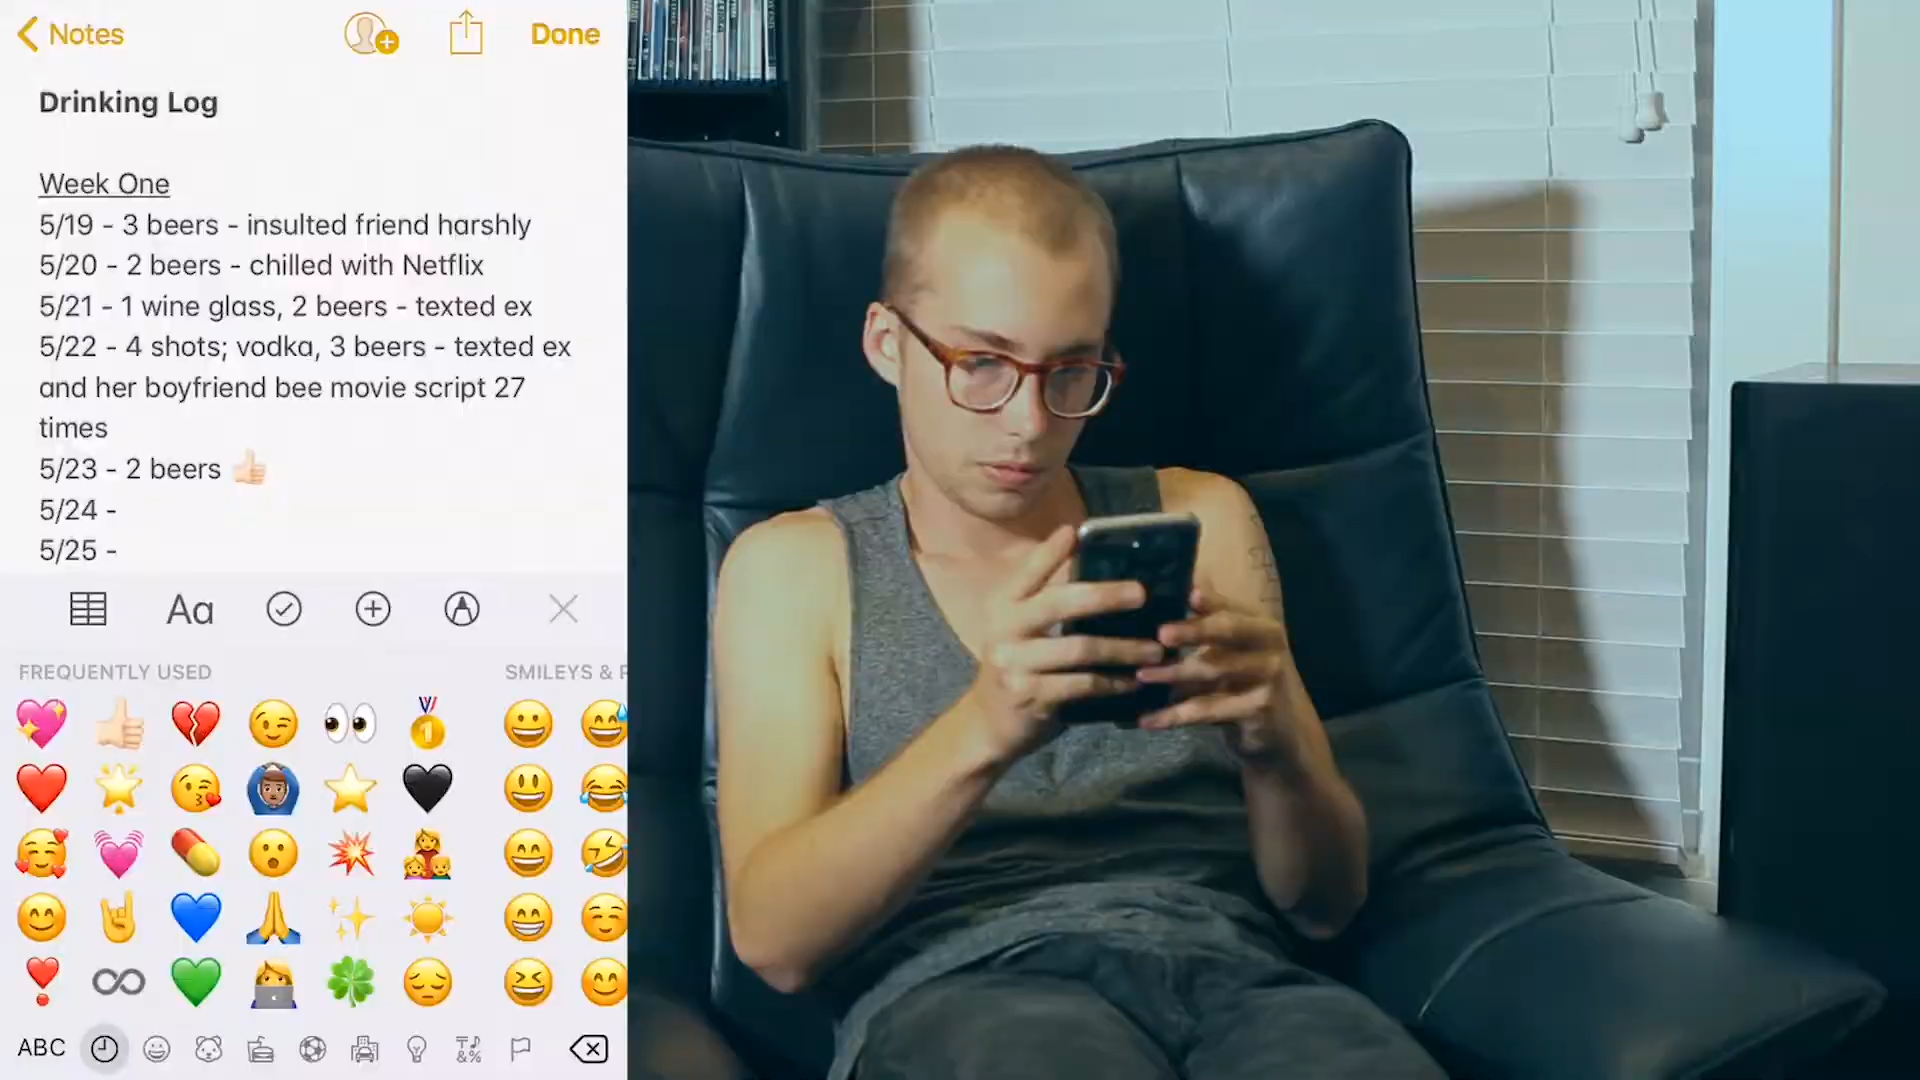 Notes
Done
Drinking Log
Week One
5/19 - 3 beers - insulted friend harshly
5/20 - 2 beers - chilled with Netflix
5/21 - 1 wine glass, 2 beers - texted ex
5/22 - 4 shots; vodka, 3 beers - texted ex
and her boyfriend bee movie script 27
times
5/23 - 2 beers 👍🏻
5/24 -
5/25 -
Aa
FREQUENTLY USED
SMILEYS &
ABC